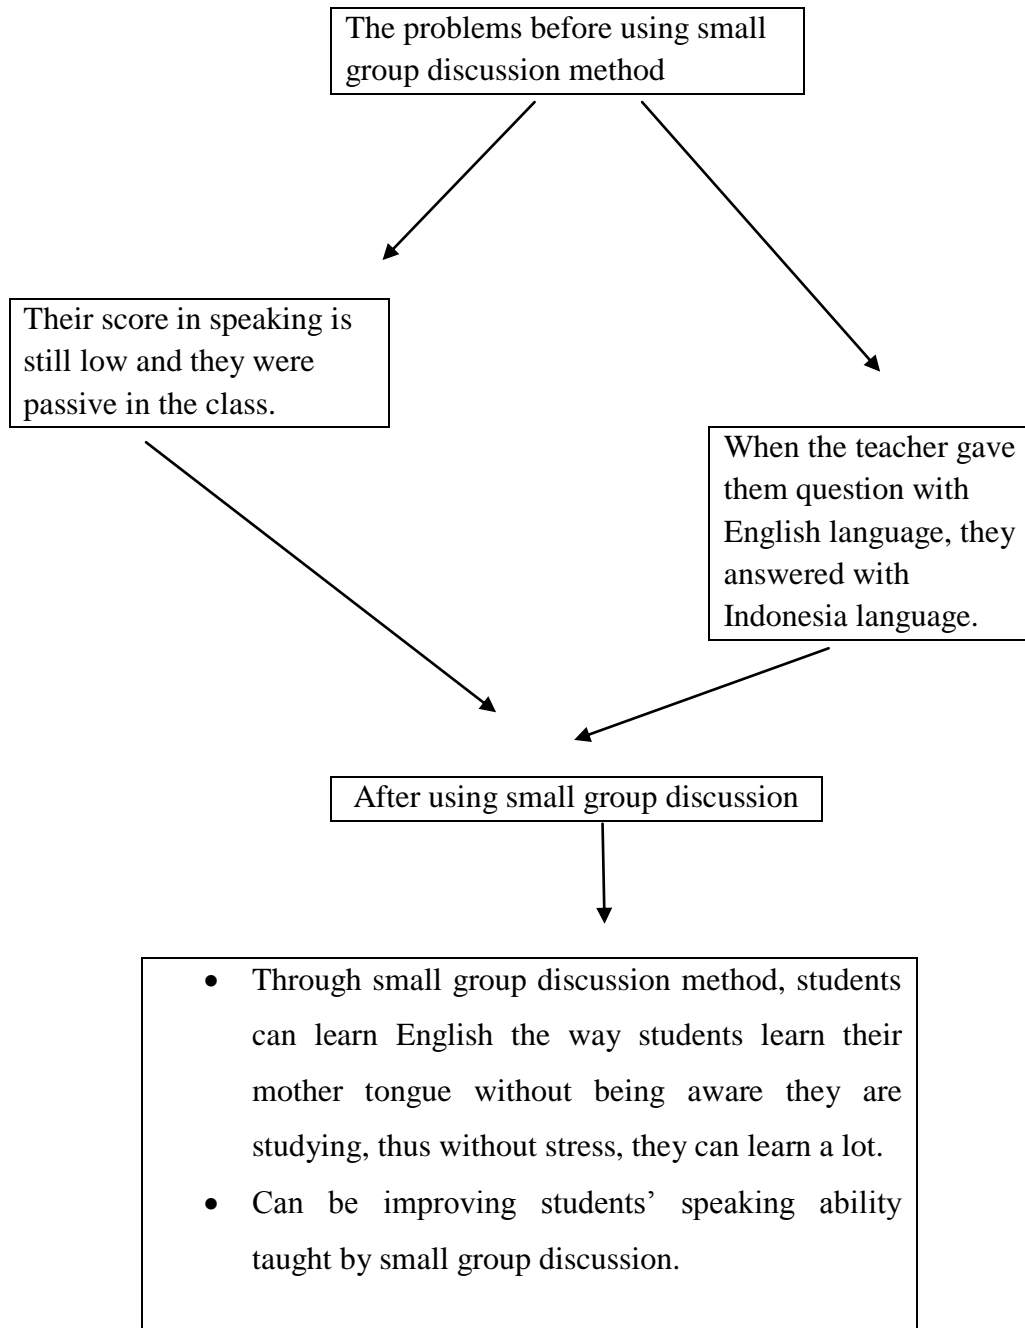 The problems before using small
group discussion method
Their score in speaking is
still low and they were
passive in the class.
When the teacher gave
them question with
English language, they
answered with
Indonesia language.
After using small group discussion
• Through small group discussion method, students
can learn English the way students learn their
mother tongue without being aware they are
studying, thus without stress, they can learn a lot.
• Can be improving students’ speaking ability
taught by small group discussion.